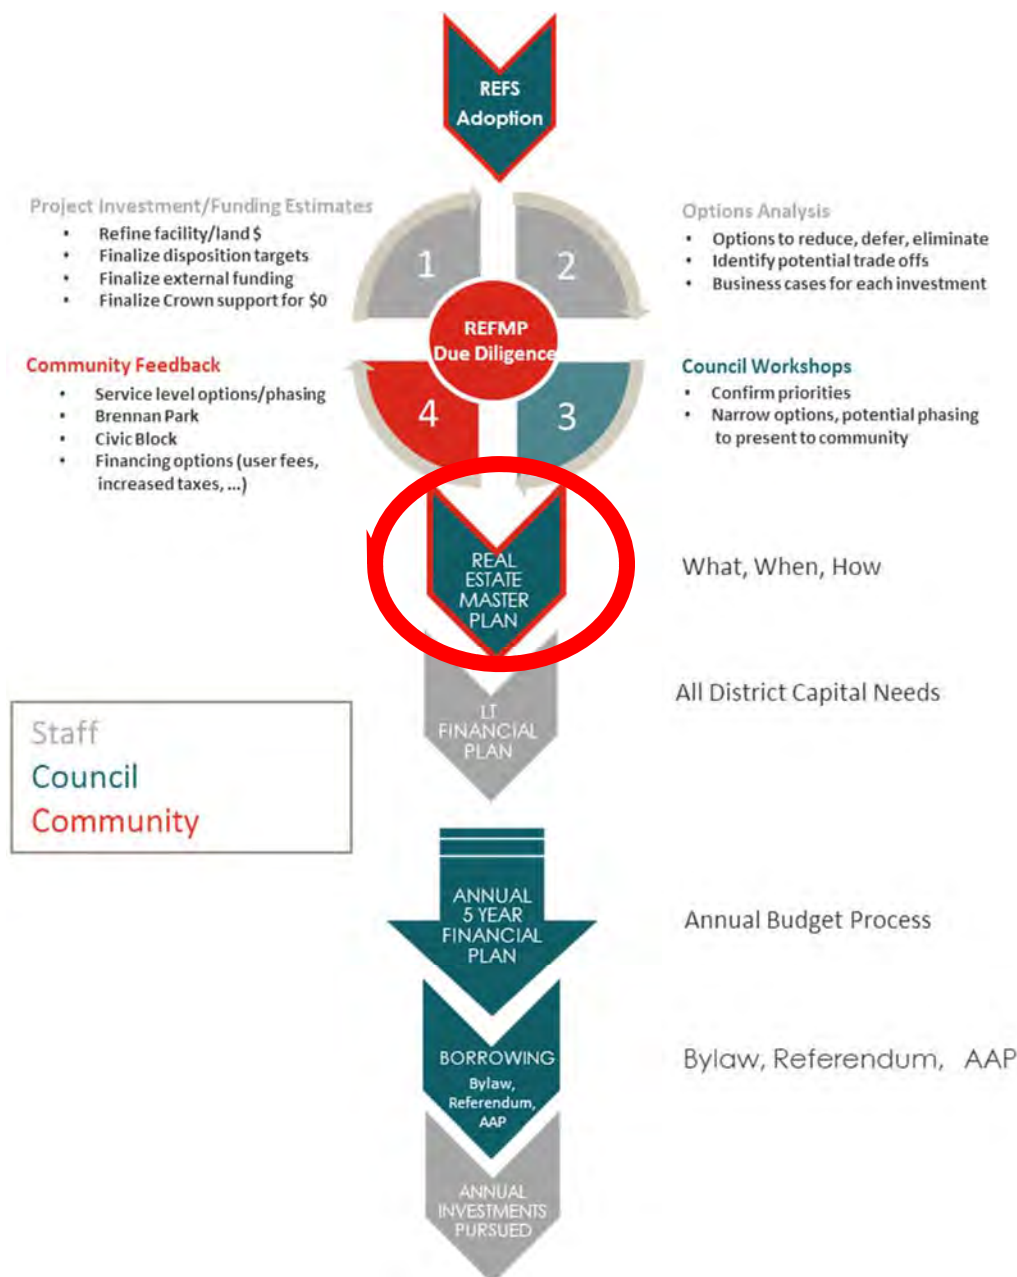 REFS
Adoption
Project Investment/Funding Estimates
• Refine facility/land $
• Finalize disposition targets
• Finalize external funding
• Finalize Crown support for $0
1
2
Options Analysis
• Options to reduce, defer, eliminate
• Identify potential trade offs
• Business cases for each investment
REFMP
Due Diligence
Community Feedback
• Service level options/phasing
• Brennan Park
• Civic Block
• Financing options (user fees,
increased taxes, ...)
4
3
Council Workshops
• Confirm priorities
• Narrow options, potential phasing
to present to community
REAL
ESTATE
MASTER
PLAN
What, When, How
LT
FINANCIAL
PLAN
All District Capital Needs
Staff
Council
Community
ANNUAL
5 YEAR
FINANCIAL
PLAN
Annual Budget Process
BORROWING
Bylaw,
Referendum,
AAP
Bylaw, Referendum, AAP
ANNUAL
INVESTMENTS
PURSUED